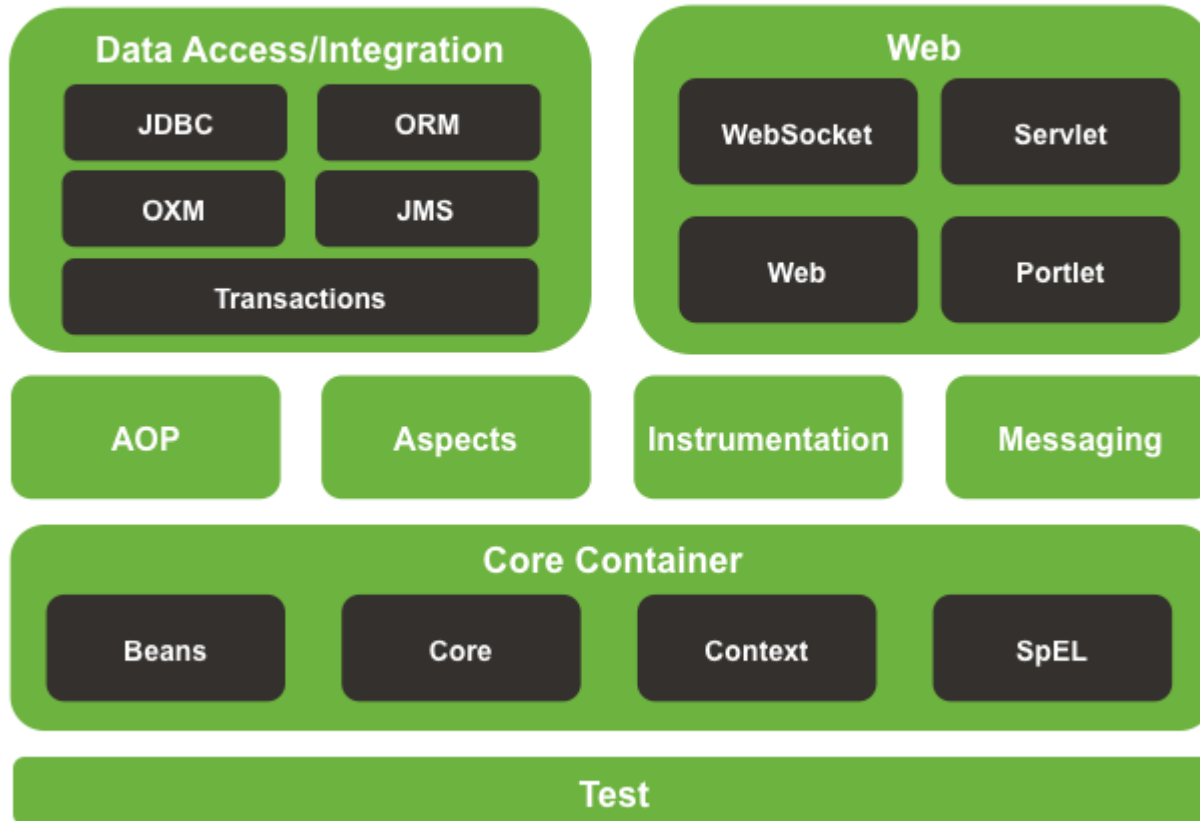 Data Access/Integration
JDBC
ORM
OXM
JMS
Transactions
Web
WebSocket
Servlet
Web
Portlet
AOP
Aspects
Instrumentation
Messaging
Core Container
Beans
Core
Context
SpEL
Test